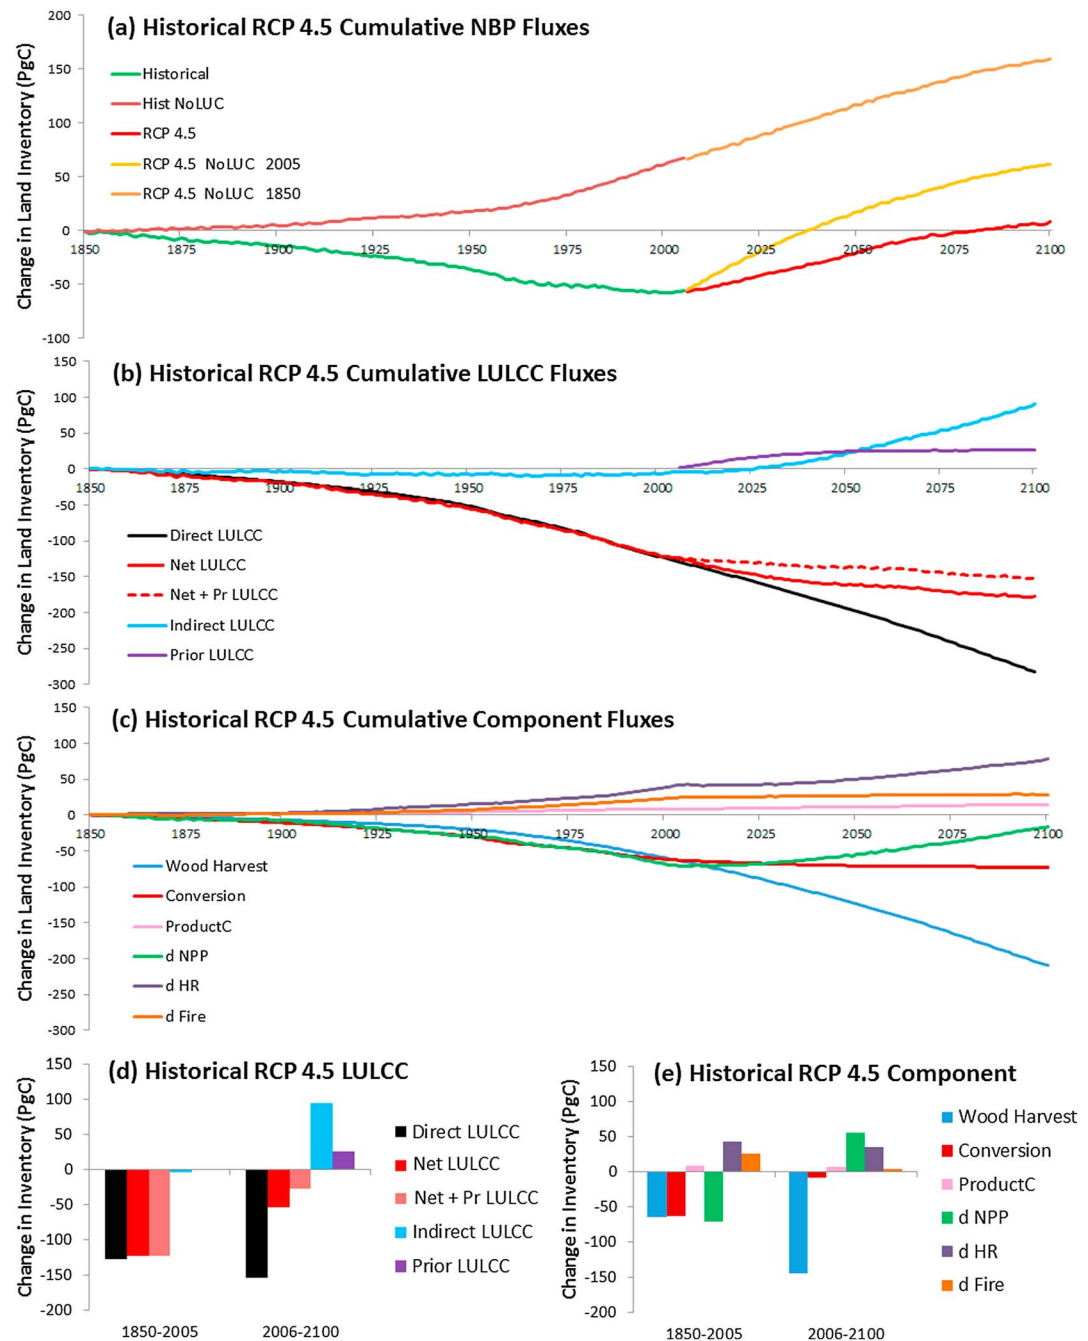 (a) Historical RCP 4.5 Cumulative NBP Fluxes
Change in Land Inventory (PgC)
200
150
100
50
0
-50
-100
1850 1875 1900 1925 1950 1975 2000 2025 2050 2075 2100
Historical
Hist NoLUC
RCP 4.5
RCP 4.5 NoLUC 2005
RCP 4.5 NoLUC 1850
(b) Historical RCP 4.5 Cumulative LULCC Fluxes
Change in Land Inventory (PgC)
150
100
50
0
-50
-100
-150
-200
-250
-300
1850 1875 1900 1925 1950 1975 2000 2025 2050 2075 2100
Direct LULCC
Net LULCC
Net + Pr LULCC
Indirect LULCC
Prior LULCC
(c) Historical RCP 4.5 Cumulative Component Fluxes
Change in Land Inventory (PgC)
150
100
50
0
-50
-100
-150
-200
-250
-300
1850 1875 1900 1925 1950 1975 2000 2025 2050 2075 2100
Wood Harvest
Conversion
ProductC
d NPP
d HR
d Fire
(d) Historical RCP 4.5 LULCC
Change in Inventory (PgC)
150
100
50
0
-50
-100
-150
-200
1850-2005 2006-2100
Direct LULCC
Net LULCC
Net + Pr LULCC
Indirect LULCC
Prior LULCC
(e) Historical RCP 4.5 Component
Change in Inventory (PgC)
150
100
50
0
-50
-100
-150
-200
1850-2005 2006-2100
Wood Harvest
Conversion
ProductC
d NPP
d HR
d Fire